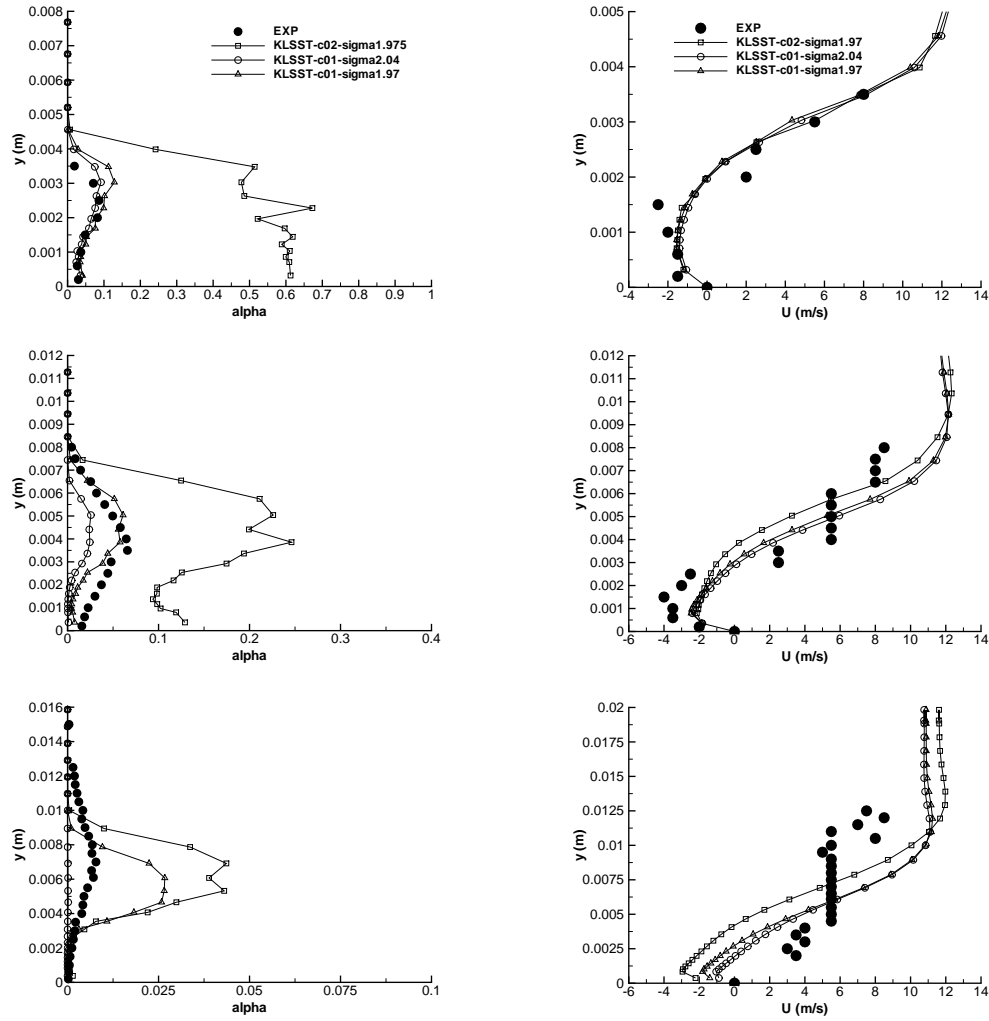 0.008
0.007
0.006
0.005
0.004
0.003
0.002
0.001
0
y (m)
0 0.1 0.2 0.3 0.4 0.5 0.6 0.7 0.8 0.9 1
alpha
EXP
KLSST-c02-sigma1.975
KLSST-c01-sigma2.04
KLSST-c01-sigma1.97
0.005
0.004
0.003
0.002
0.001
0
y (m)
-4 -2 0 2 4 6 8 10 12 14
U (m/s)
EXP
KLSST-c02-sigma1.97
KLSST-c01-sigma2.04
KLSST-c01-sigma1.97
0.012
0.01
0.009
0.008
0.007
0.006
0.005
0.004
0.003
0.002
0.001
0
y (m)
0 0.1 0.2 0.3 0.4
alpha
0.012
0.01
0.009
0.008
0.007
0.006
0.005
0.004
0.003
0.002
0.001
0
y (m)
-6 -4 -2 0 2 4 6 8 10 12 14
U (m/s)
0.016
0.014
0.012
0.01
0.008
0.006
0.004
0.002
0
y (m)
0 0.025 0.05 0.075 0.1
alpha
0.02
0.0175
0.015
0.0125
0.01
0.0075
0.005
0.0025
0
y (m)
-6 -4 -2 0 2 4 6 8 10 12 14
U (m/s)